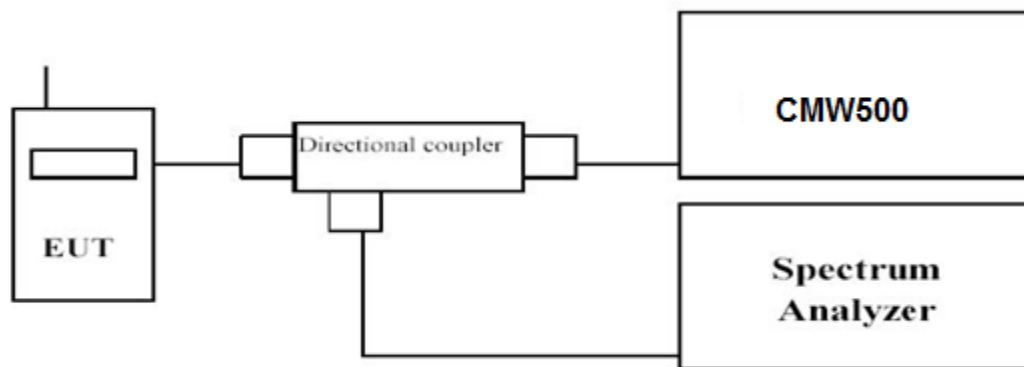 Directional coupler
CMW500
EUT
Spectrum
Analyzer